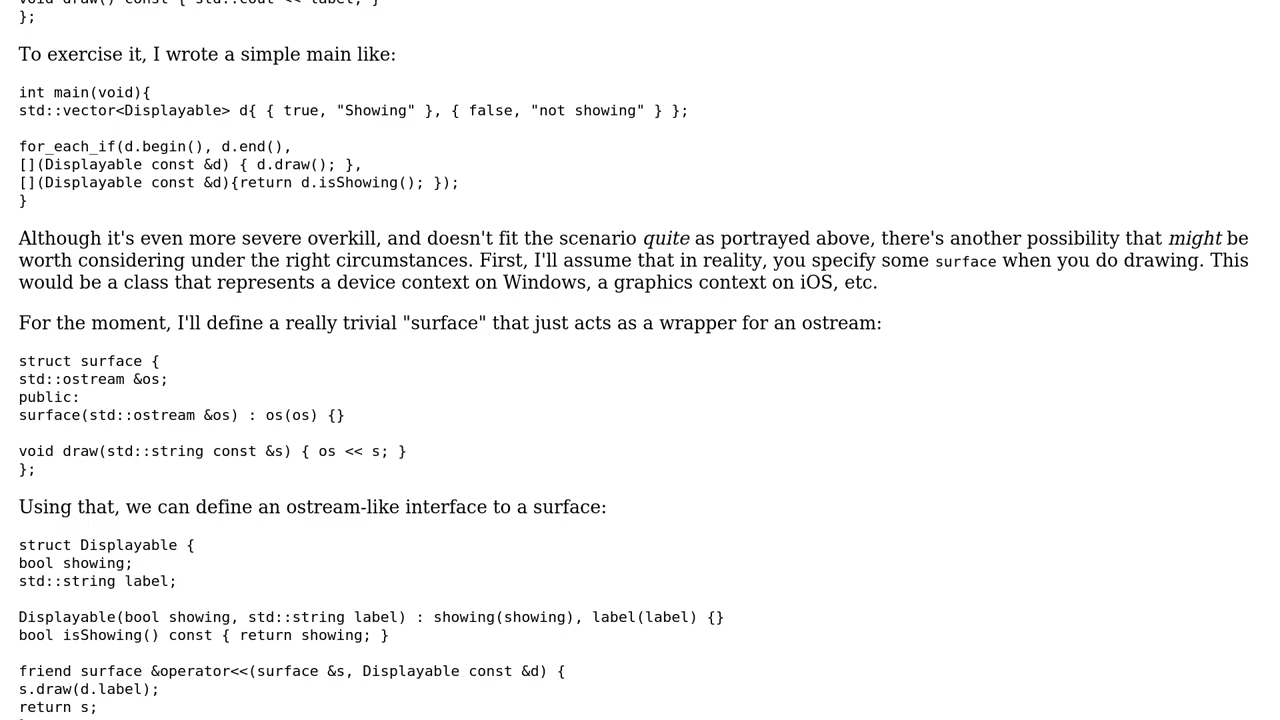 void draw() const { std::cout << label; }
};
To exercise it, I wrote a simple main like:
int main(void){
std::vector<Displayable> d{ { true, "Showing" }, { false, "not showing" } };
for_each_if(d.begin(), d.end(),
[](Displayable const &d) { d.draw(); },
[](Displayable const &d){return d.isShowing(); });
}
Although it's even more severe overkill, and doesn't fit the scenario quite as portrayed above, there's another possibility that might be
worth considering under the right circumstances. First, I'll assume that in reality, you specify some surface when you do drawing. This
would be a class that represents a device context on Windows, a graphics context on iOS, etc.
For the moment, I'll define a really trivial "surface" that just acts as a wrapper for an ostream:
struct surface {
std::ostream &os;
public:
surface(std::ostream &os) : os(os) {}
void draw(std::string const &s) { os << s; }
};
Using that, we can define an ostream-like interface to a surface:
struct Displayable {
bool showing;
std::string label;
Displayable(bool showing, std::string label) : showing(showing), label(label) {}
bool isShowing() const { return showing; }
friend surface &operator<<(surface &s, Displayable const &d) {
s.draw(d.label);
return s;